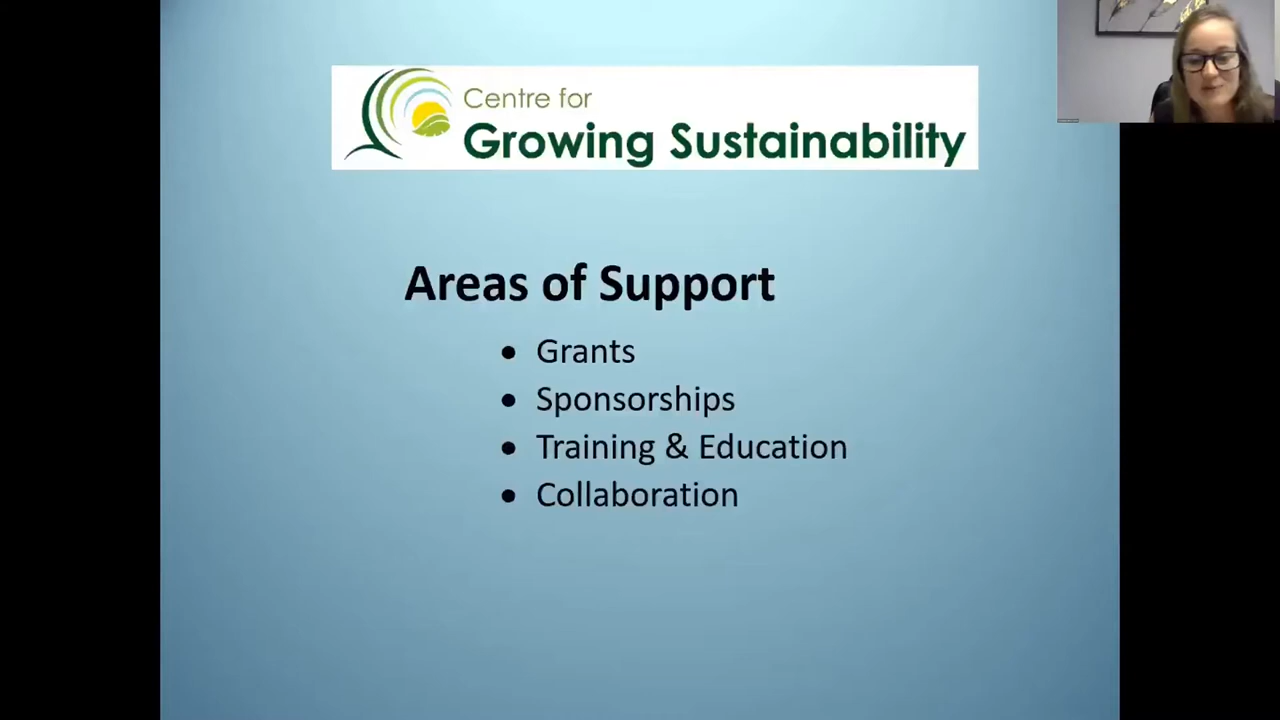 Centre for
Growing Sustainability
Areas of Support
• Grants
• Sponsorships
• Training & Education
• Collaboration